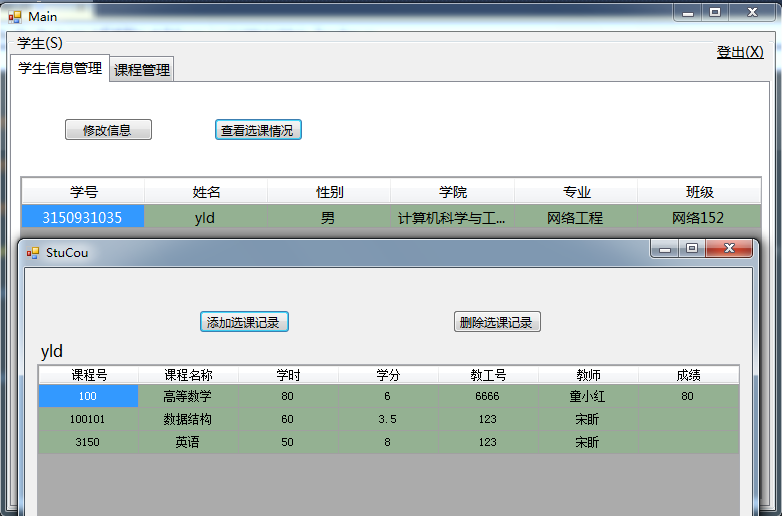 Main
学生(S)
登出(X)
学生信息管理 课程管理
修改信息 查看选课情况
学号 姓名 性别 学院 专业 班级
3150931035 yld 男 计算机科学与工... 网络工程 网络152
StuCou
添加选课记录 删除选课记录
yld
课程号 课程名称 学时 学分 教工号 教师 成绩
100 高等数学 80 6 6666 童小红 80
100101 数据结构 60 3.5 123 宋昕
3150 英语 50 8 123 宋昕